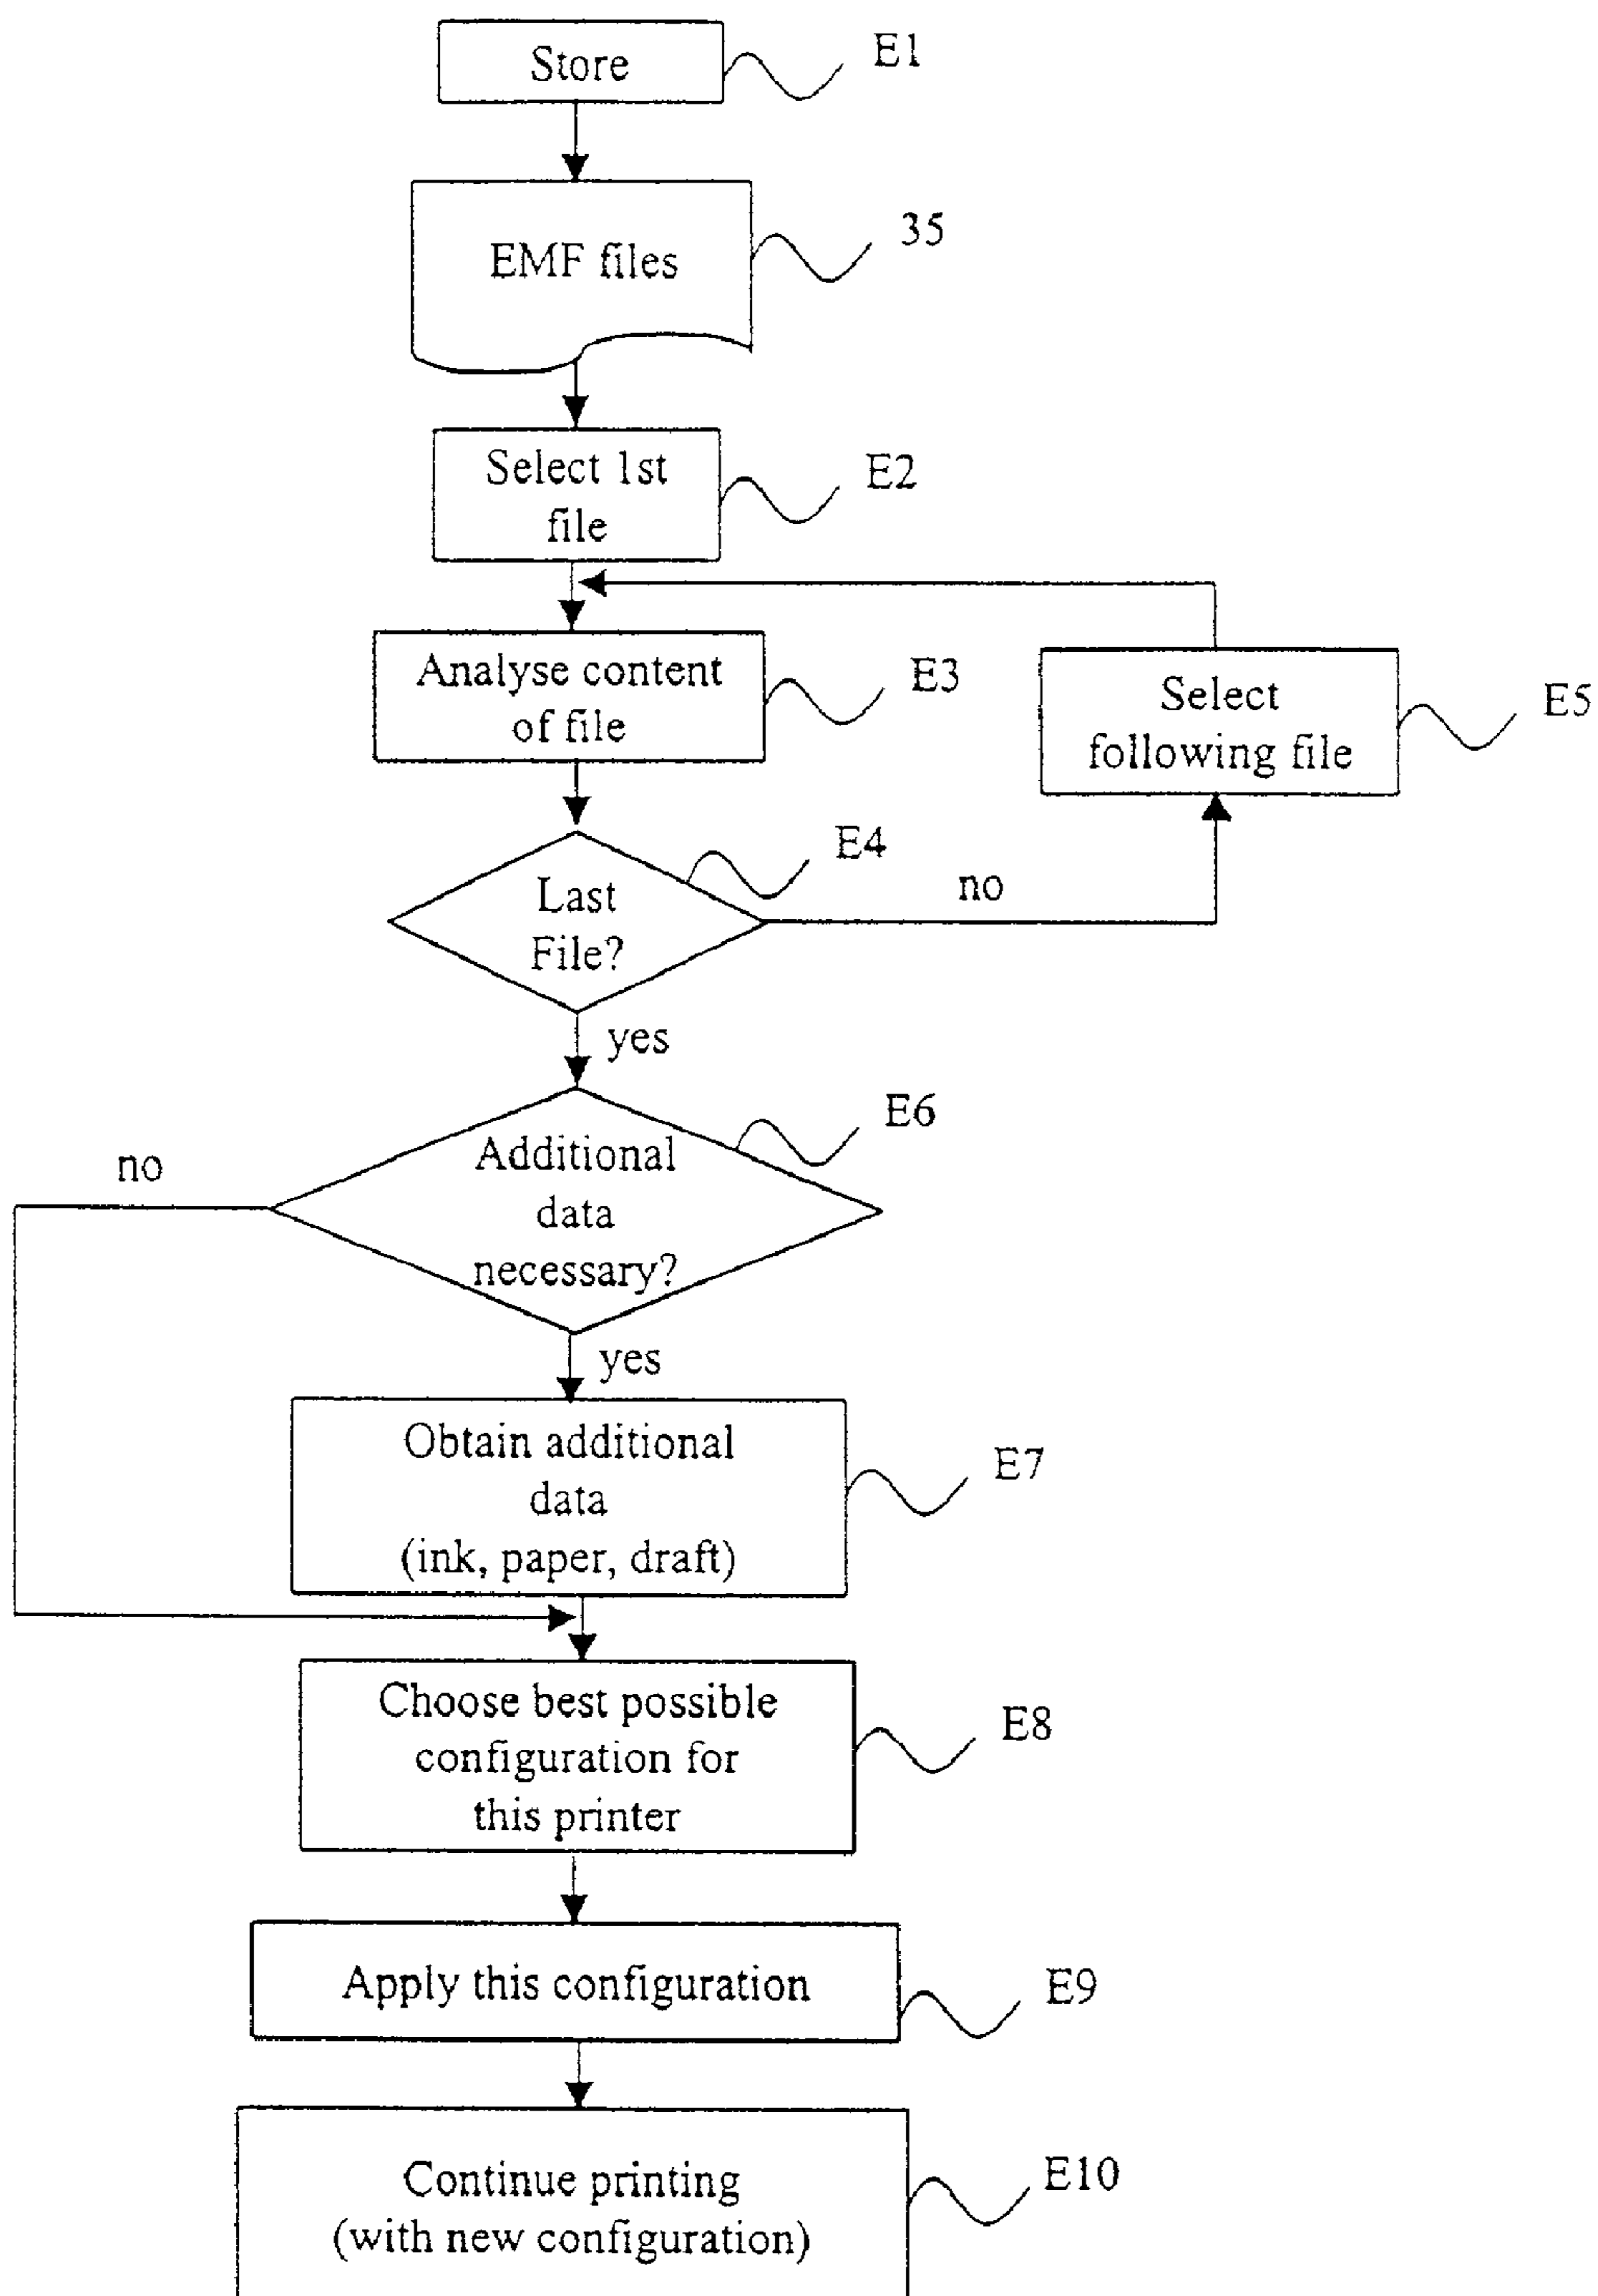 Store
E1
EMF files
35
Select 1st
file
E2
Analyse content
of file
E3
Select
following file
E5
Last
File?
E4
no
yes
Additional
data
necessary?
E6
no
yes
Obtain additional
data
(ink, paper, draft)
E7
Choose best possible
configuration for
this printer
E8
Apply this configuration
E9
Continue printing
(with new configuration)
E10